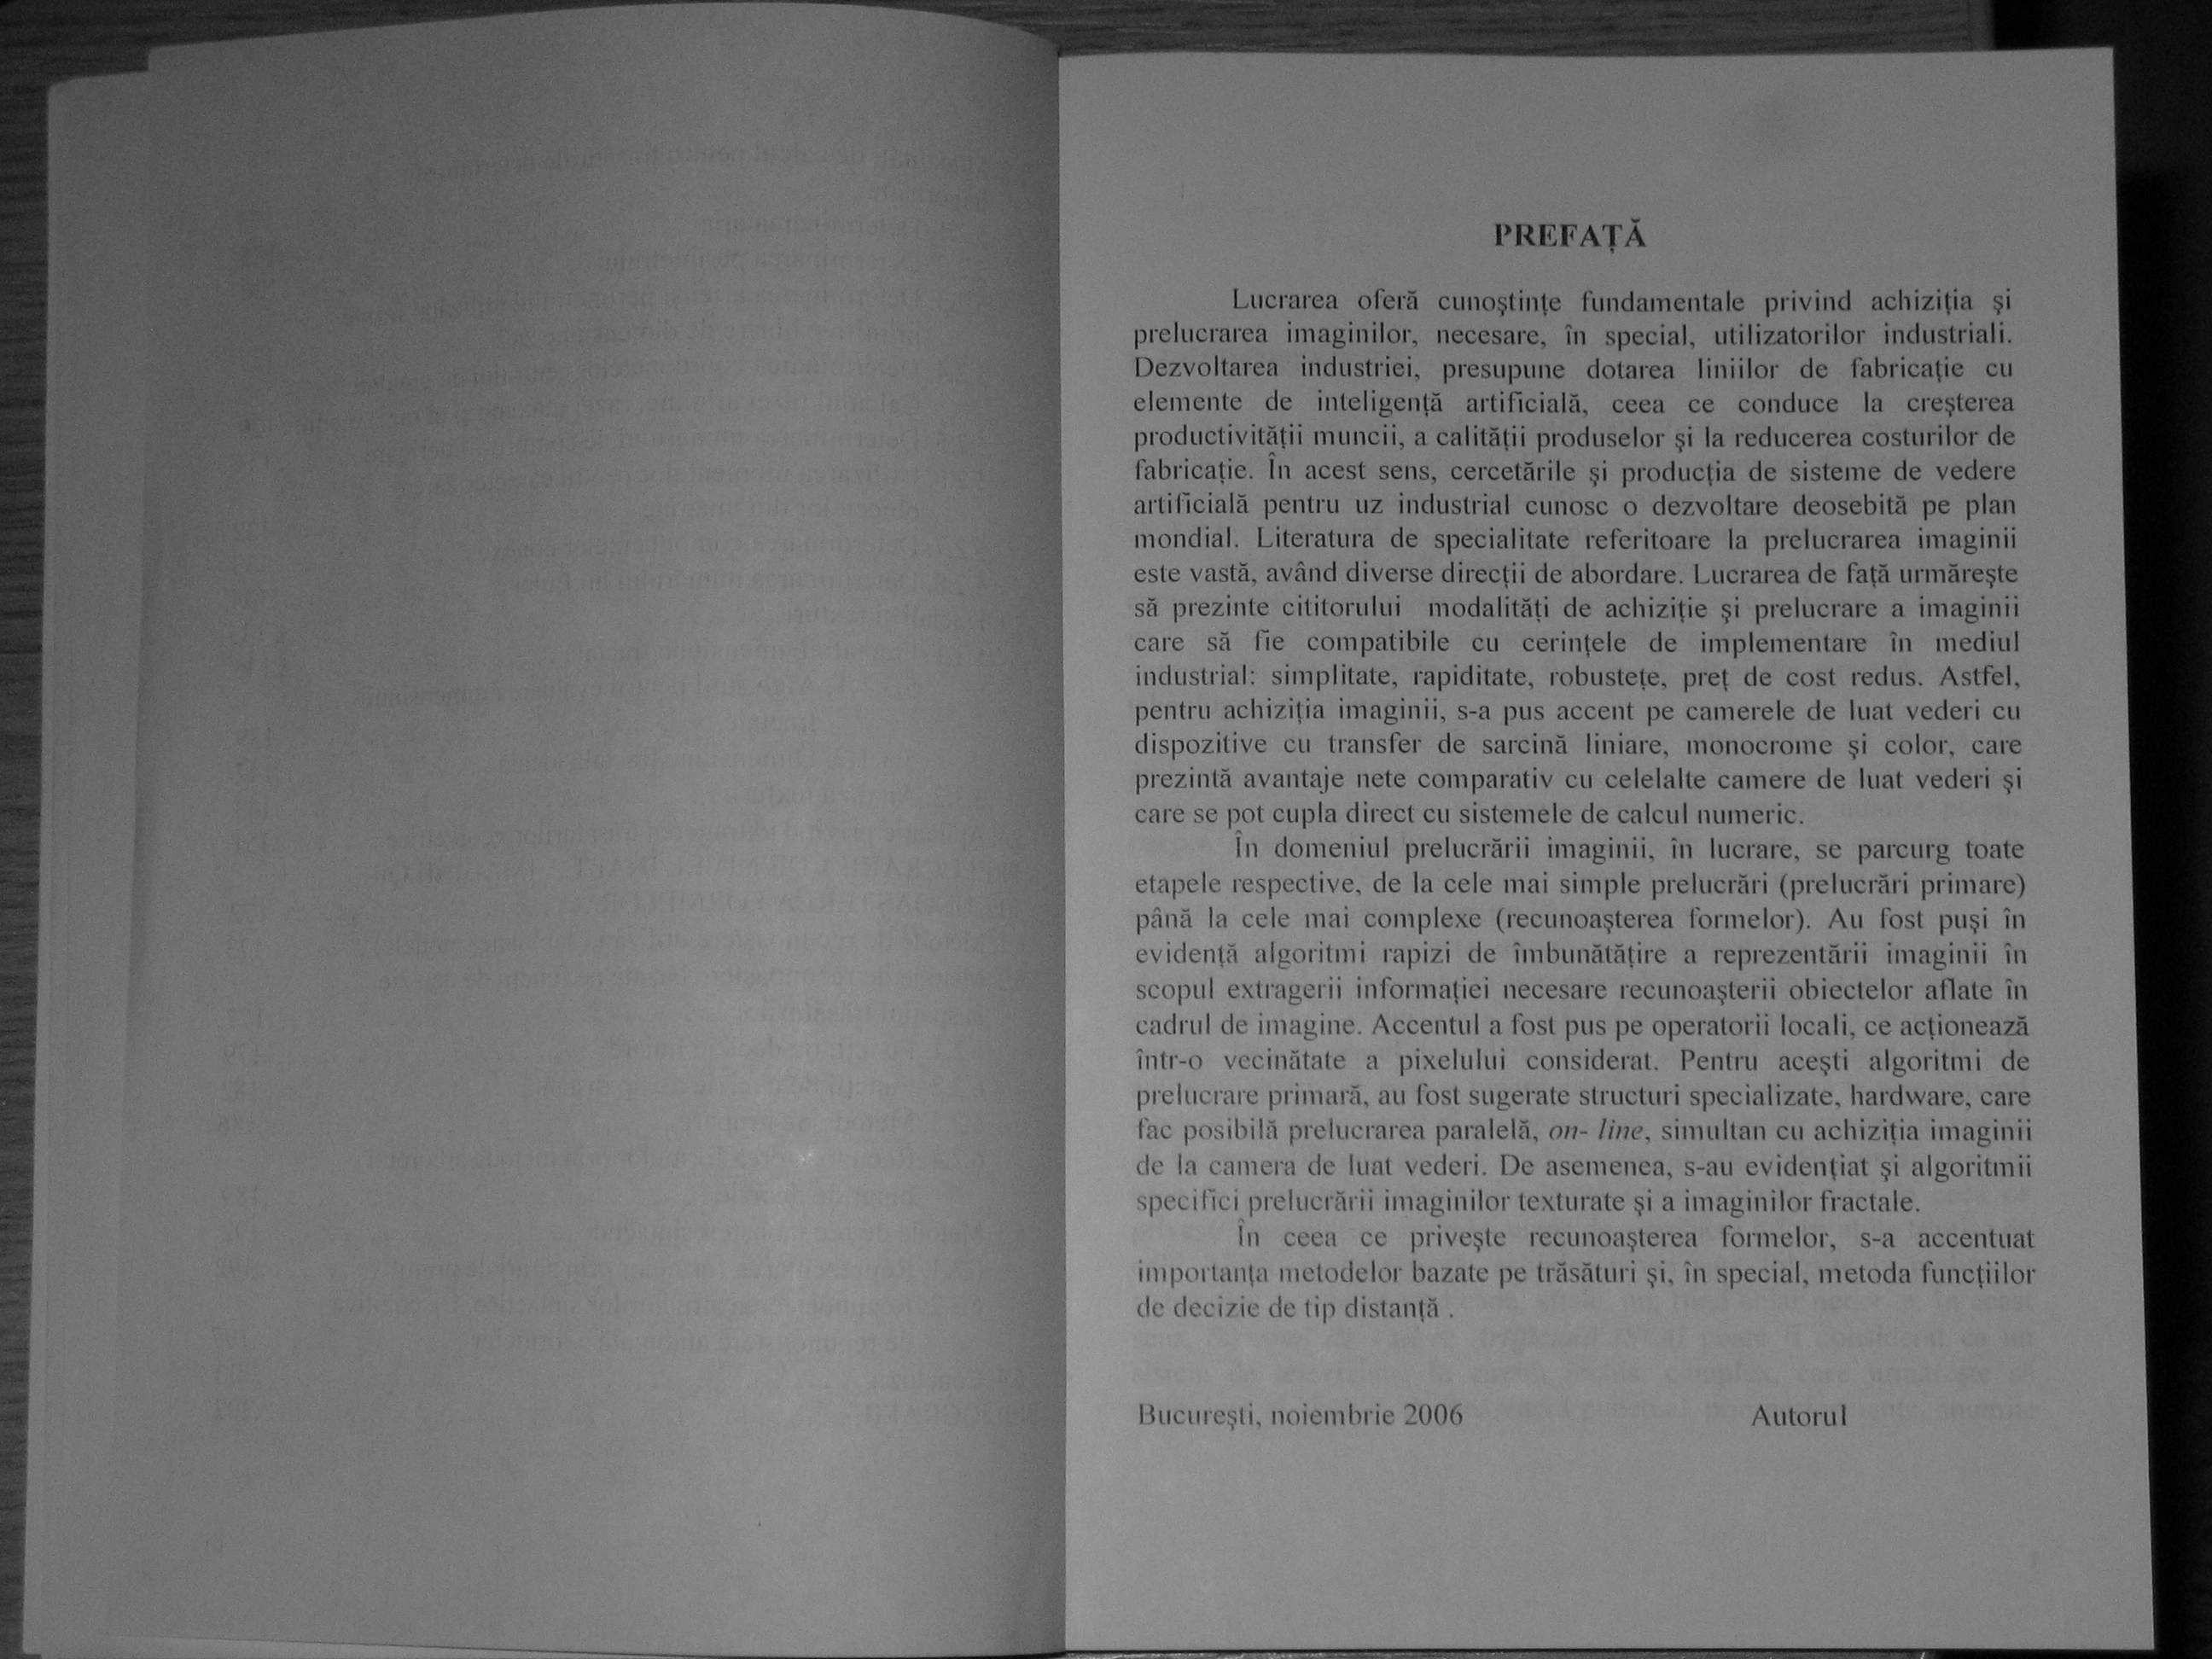 PREFAȚĂ
Lucrarea oferă cunoştinţe fundamentale privind achiziţia şi
prelucrarea imaginilor, necesare, în special, utilizatorilor industriali.
Dezvoltarea industriei, presupune dotarea liniilor de fabricaţie cu
elemente de inteligenţă artificială, ceea ce conduce la creşterea
productivităţii muncii, a calităţii produselor şi la reducerea costurilor de
fabricaţie. În acest sens, cercetările şi producţia de sisteme de vedere
artificială pentru uz industrial cunosc o dezvoltare deosebită pe plan
mondial. Literatura de specialitate referitoare la prelucrarea imaginii
este vastă, având diverse direcţii de abordare. Lucrarea de faţă urmăreşte
să prezinte cititorului modalităţi de achiziţie şi prelucrare a imaginii
care să fie compatibile cu cerinţele de implementare în mediul
industrial: simplitate, rapiditate, robusteţe, preţ de cost redus. Astfel,
pentru achiziţia imaginii, s-a pus accent pe camerele de luat vederi cu
dispozitive cu transfer de sarcină liniare, monocrome şi color, care
prezintă avantaje nete comparativ cu celelalte camere de luat vederi şi
care se pot cupla direct cu sistemele de calcul numeric.
În domeniul prelucrării imaginii, în lucrare, se parcurg toate
etapele respective, de la cele mai simple prelucrări (prelucrări primare)
până la cele mai complexe (recunoaşterea formelor). Au fost puşi în
evidenţă algoritmi rapizi de îmbunătăţire a reprezentării imaginii în
scopul extragerii informaţiei necesare recunoaşterii obiectelor aflate în
cadrul de imagine. Accentul a fost pus pe operatorii locali, ce acţionează
într-o vecinătate a pixelului considerat. Pentru aceşti algoritmi de
prelucrare primară, au fost sugerate structuri specializate, hardware, care
fac posibilă prelucrarea paralelă, on- line, simultan cu achiziţia imaginii
de la camera de luat vederi. De asemenea, s-au evidenţiat şi algoritmii
specifici prelucrării imaginilor texturate şi a imaginilor fractale.
În ceea ce priveşte recunoaşterea formelor, s-a accentuat
importanţa metodelor bazate pe trăsături şi, în special, metoda funcţiilor
de decizie de tip distanţă .
Bucureşti, noiembrie 2006 Autorul